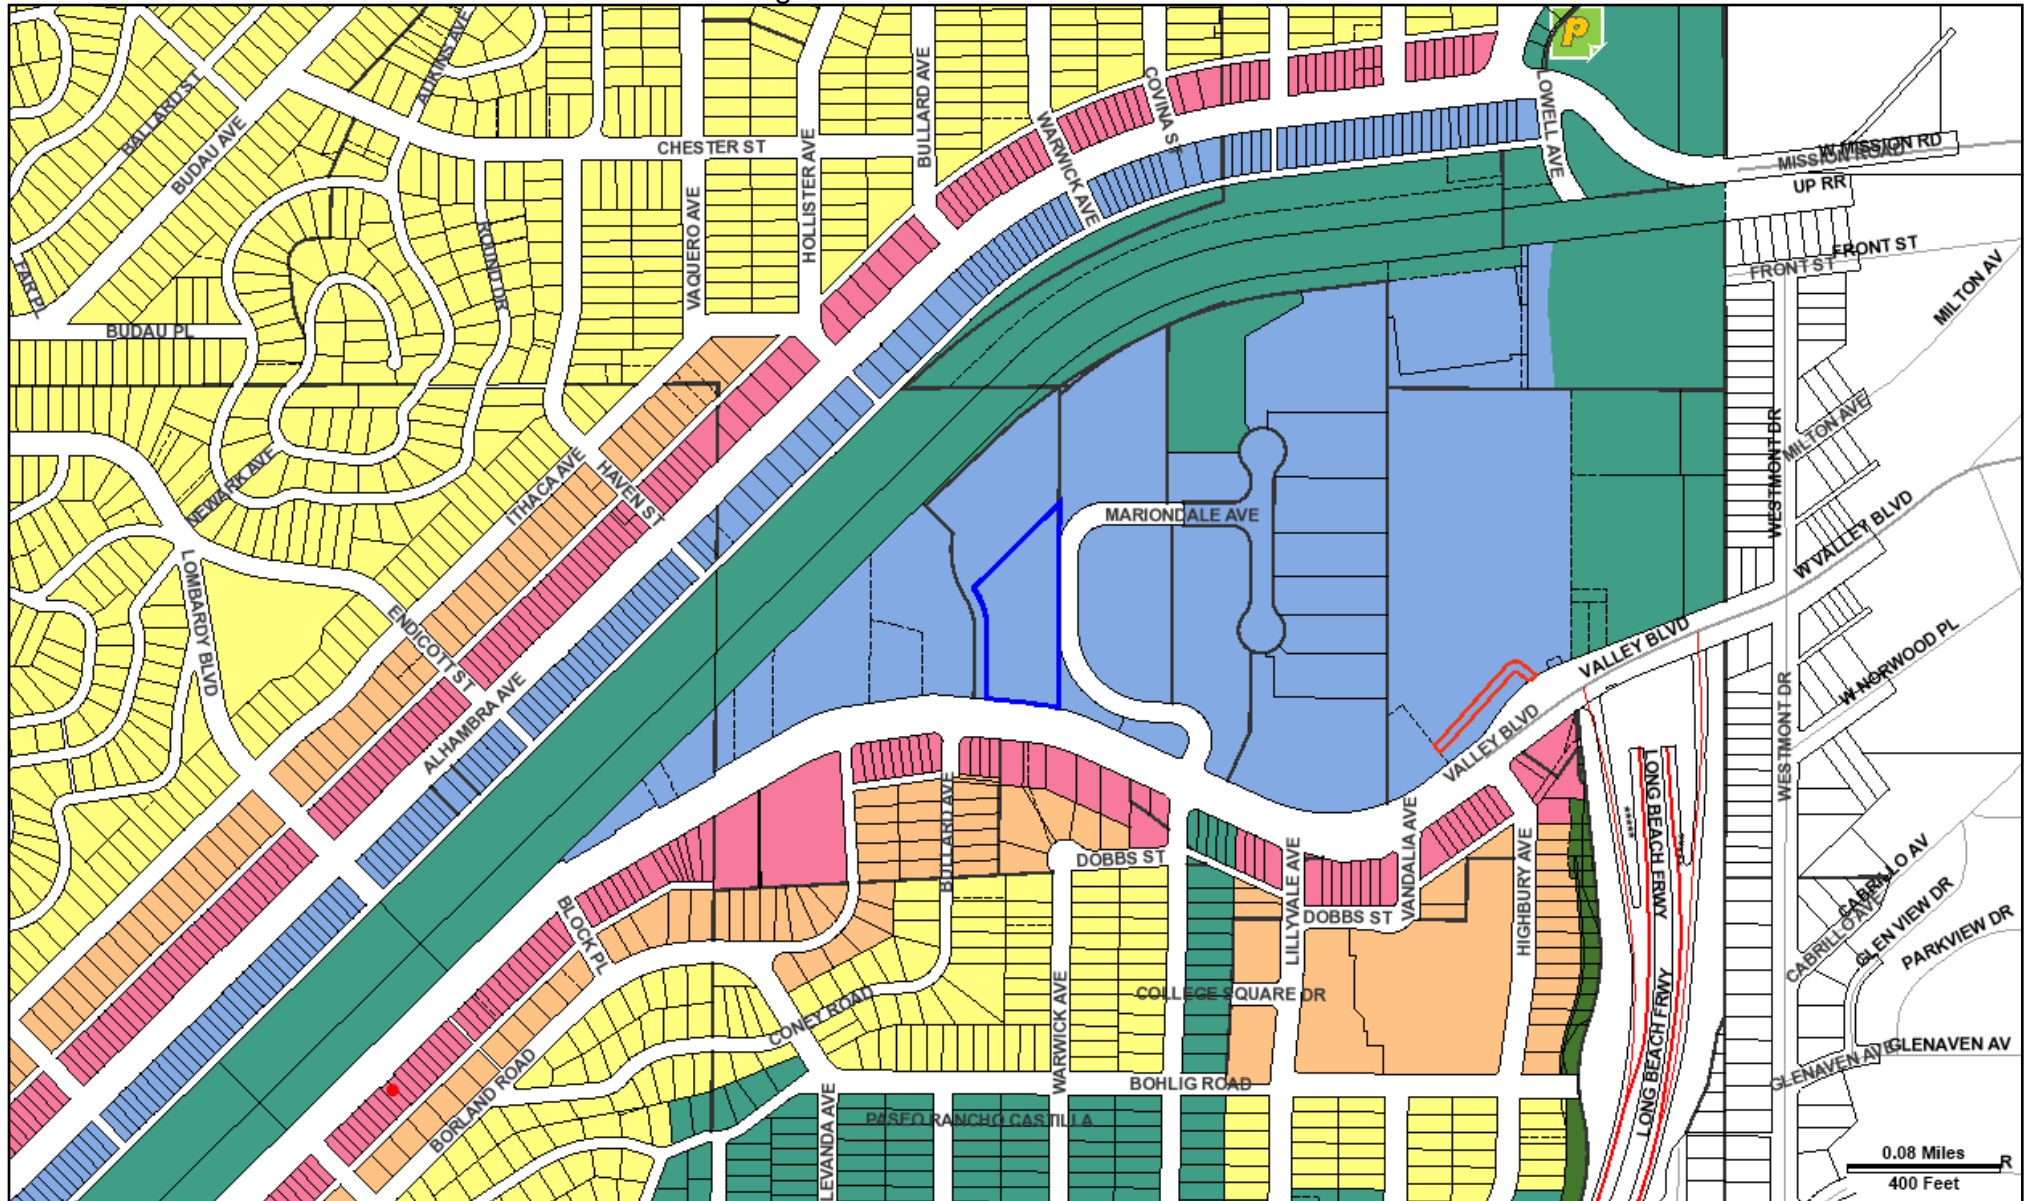 p
ADKINS AVE
BALLARD ST
BUDAU AVE
CHESTER ST
BULLARD AVE
HOLLISTER AVE
VAQUERO AVE
COVINA ST
WARWICK AVE
LOWELL AVE
W MISSION RD
MISSION ROAD
UP RR
FRONT ST
FRONT ST
MILTON AV
FAIR PL
BUDAU PL
ROUND DR
NEWARK AVE
ITHACA AVE
HAVEN ST
MARIONDALE AVE
MILTON AVE
WESTMONT DR
W VALLEY BLVD
LOMBARDY BLVD
ENDICOTT ST
ALHAMBRA AVE
VALLEY BLVD
VALLEY BLVD
W NORWOOD PL
WESTMONT DR
LONG BEACH FRWY
BULLARD AVE
DOBBS ST
LILLYVALE AVE
VANDALIA AVE
HIGHBURY AVE
DOBBS ST
BLOCK PL
CABRILLO AV
CABRILLO AVE
GLEN VIEW DR
PARKVIEW DR
COLLEGE SQUARE DR
CONEY ROAD
WARWICK AVE
LONG BEACH FRWY
GLENAVEN AV
GLENAVEN AVE
BORLAND ROAD
BOHLIG ROAD
LEVANDA AVE
PASEO RANCHO CASTILLA
0.08 Miles
R
400 Feet